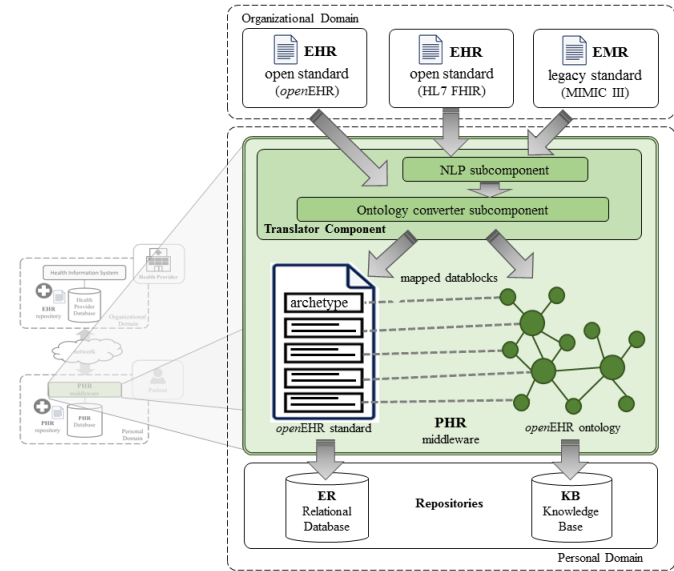 Organizational Domain
EHR
open standard
(openEHR)
EHR
open standard
(HL7 FHIR)
EMR
legacy standard
(MIMIC III)
NLP subcomponent
Ontology converter subcomponent
Translator Component
mapped datablocks
archetype
openEHR standard
PHR
middleware
openEHR ontology
ER
Relational
Database
Repositories
KB
Knowledge
Base
Personal Domain
Health Information System
Health Provider
EHR
repository
Health
Provider
Database
Organizational
Domain
network
Patient
PHR
middleware
PHR
repository
PHR
Database
Personal
Domain